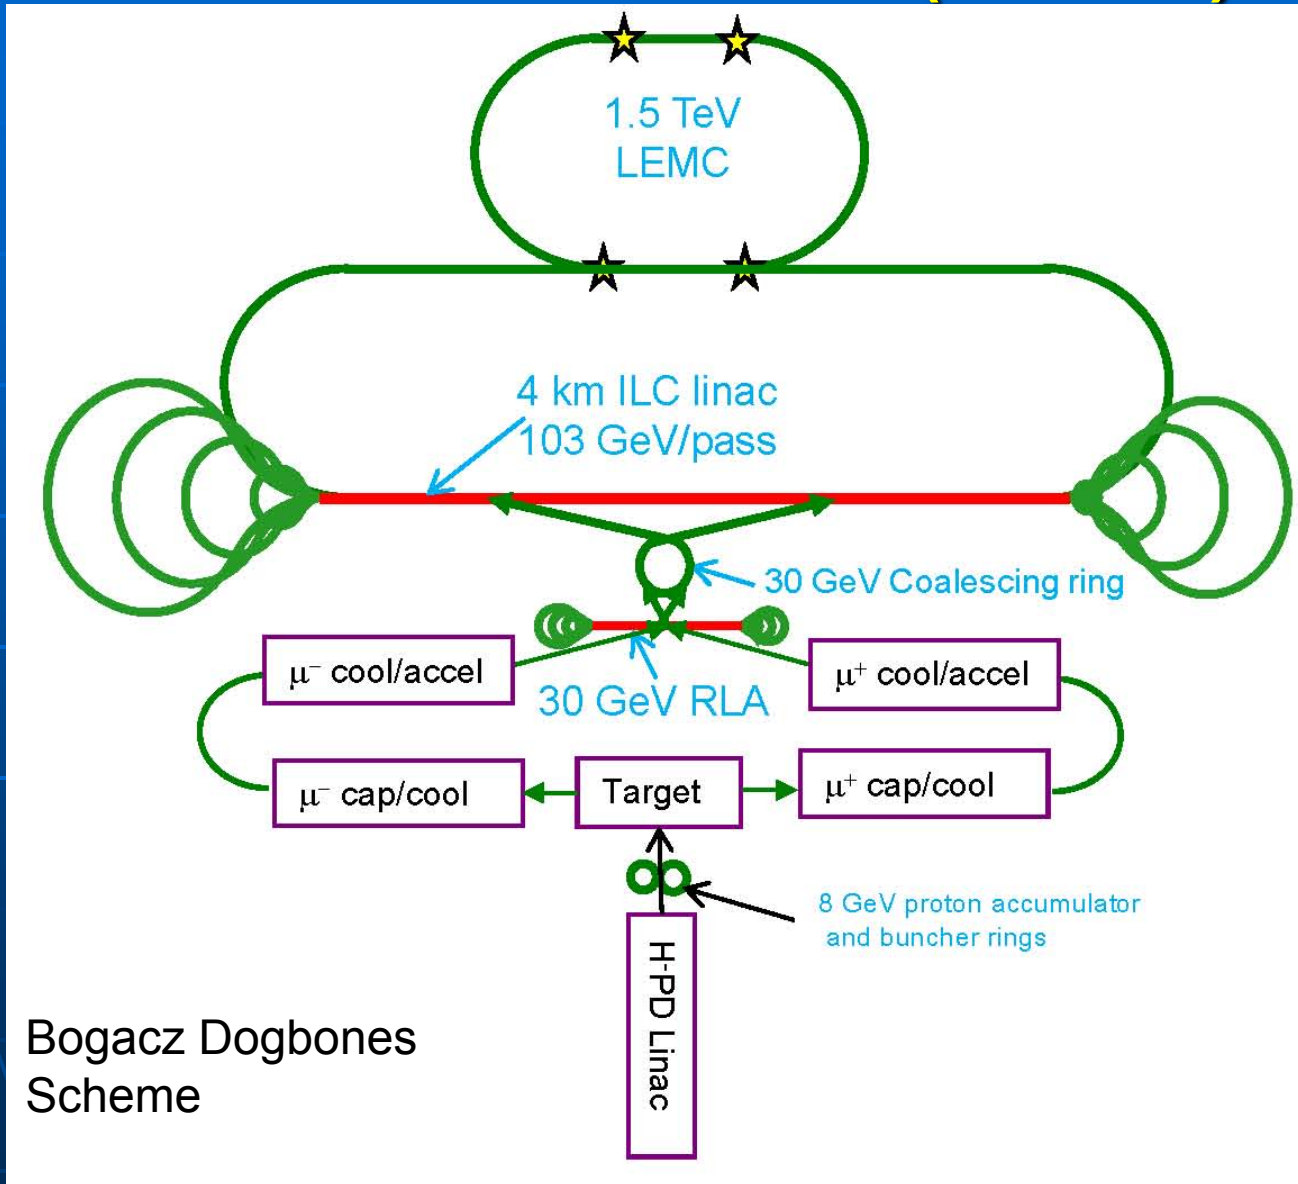 1.5 TeV
LEMC
4 km ILC linac
103 GeV/pass
30 GeV Coalescing ring
μ⁻ cool/accel
μ⁺ cool/accel
30 GeV RLA
μ⁻ cap/cool
Target
μ⁺ cap/cool
8 GeV proton accumulator
and buncher rings
H-PD Linac
Bogacz Dogbones
Scheme